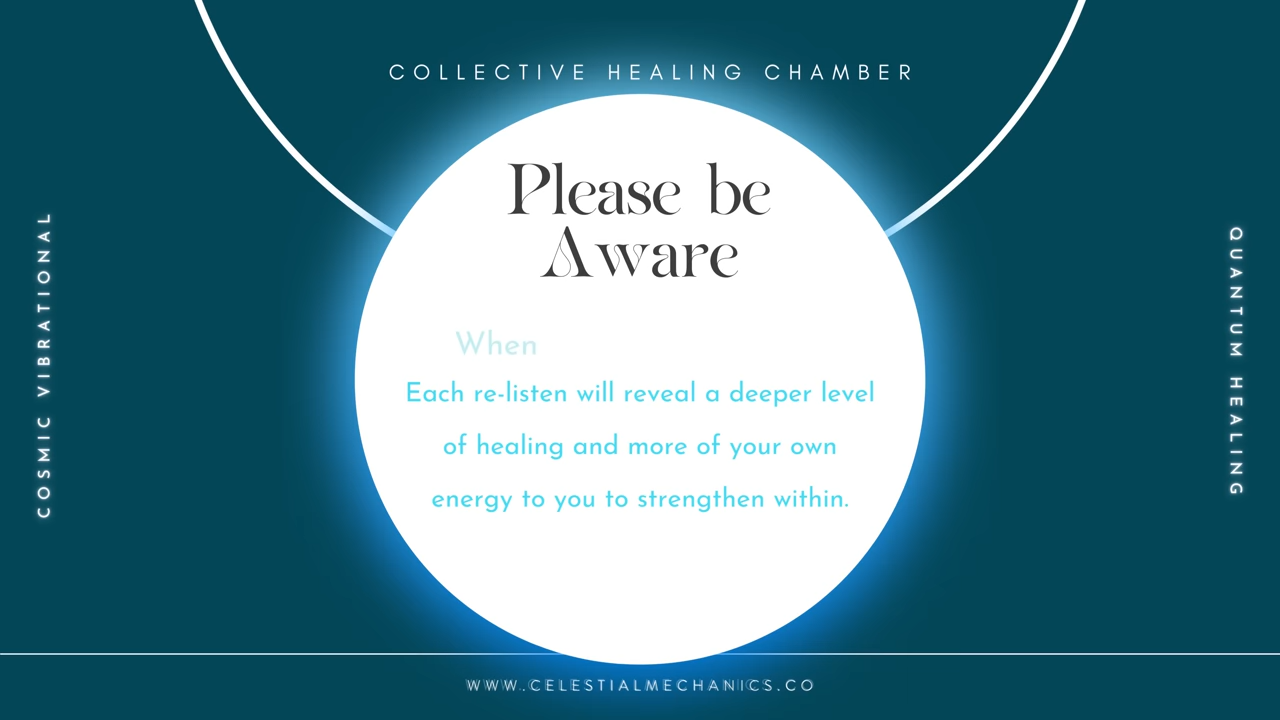 COLLECTIVE HEALING CHAMBER
Please be
Aware
When
Each re-listen will reveal a deeper level
of healing and more of your own
energy to you to strengthen within.
COSMIC VIBRATIONAL
QUANTUM HEALING
WWW.CELESTIALMECHANICS.CO